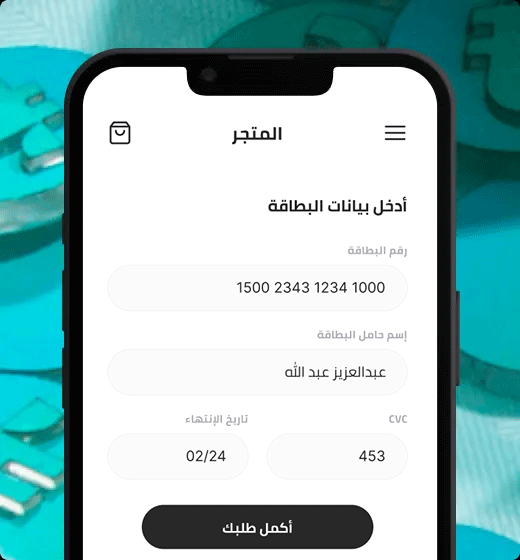 المتجر
أدخل بيانات البطاقة
رقم البطاقة
1500 2343 1234 1000
إسم حامل البطاقة
عبدالعزيز عبد الله
CVC
تاريخ الإنتهاء
453
02/24
أكمل طلبك